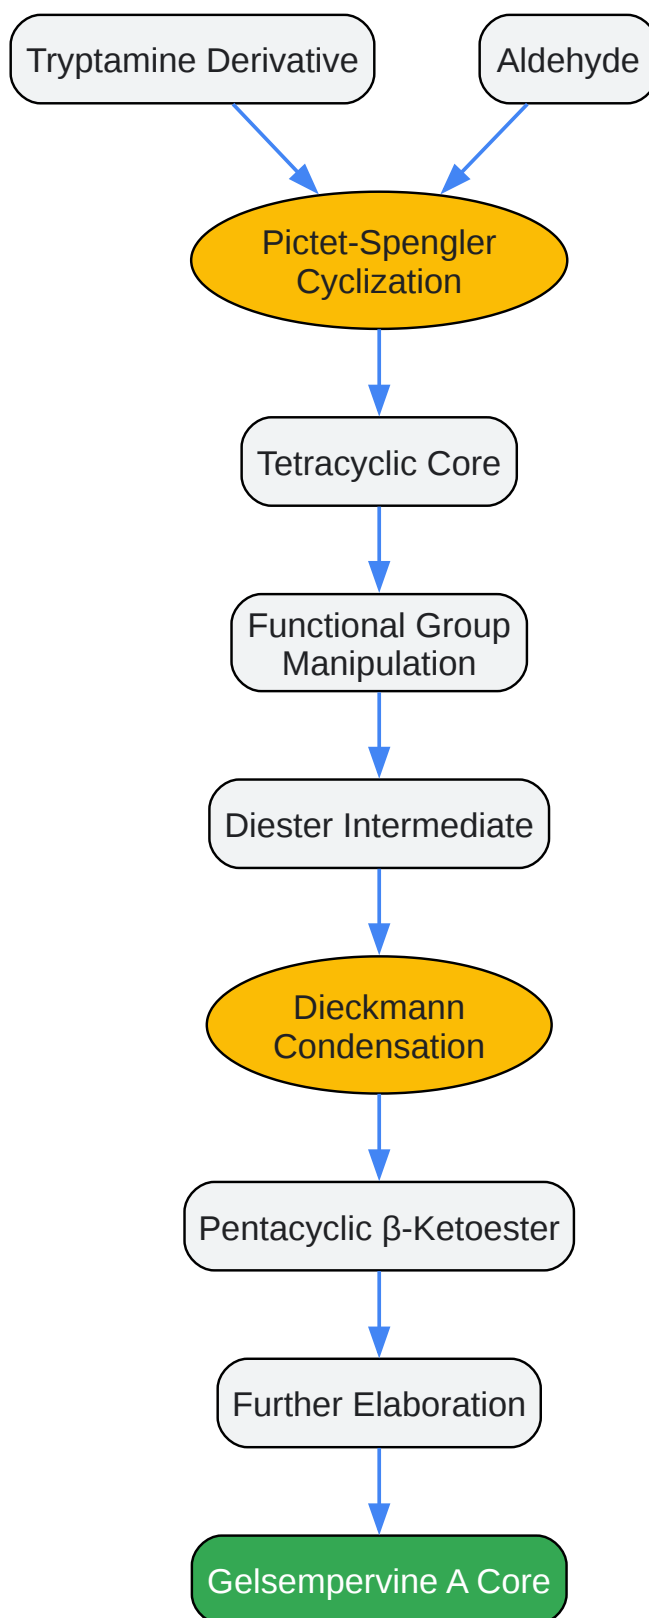 Tryptamine Derivative
Aldehyde
Pictet-Spengler
Cyclization
Tetracyclic Core
Functional Group
Manipulation
Diester Intermediate
Dieckmann
Condensation
Pentacyclic β-Ketoester
Further Elaboration
Gelsempervine A Core